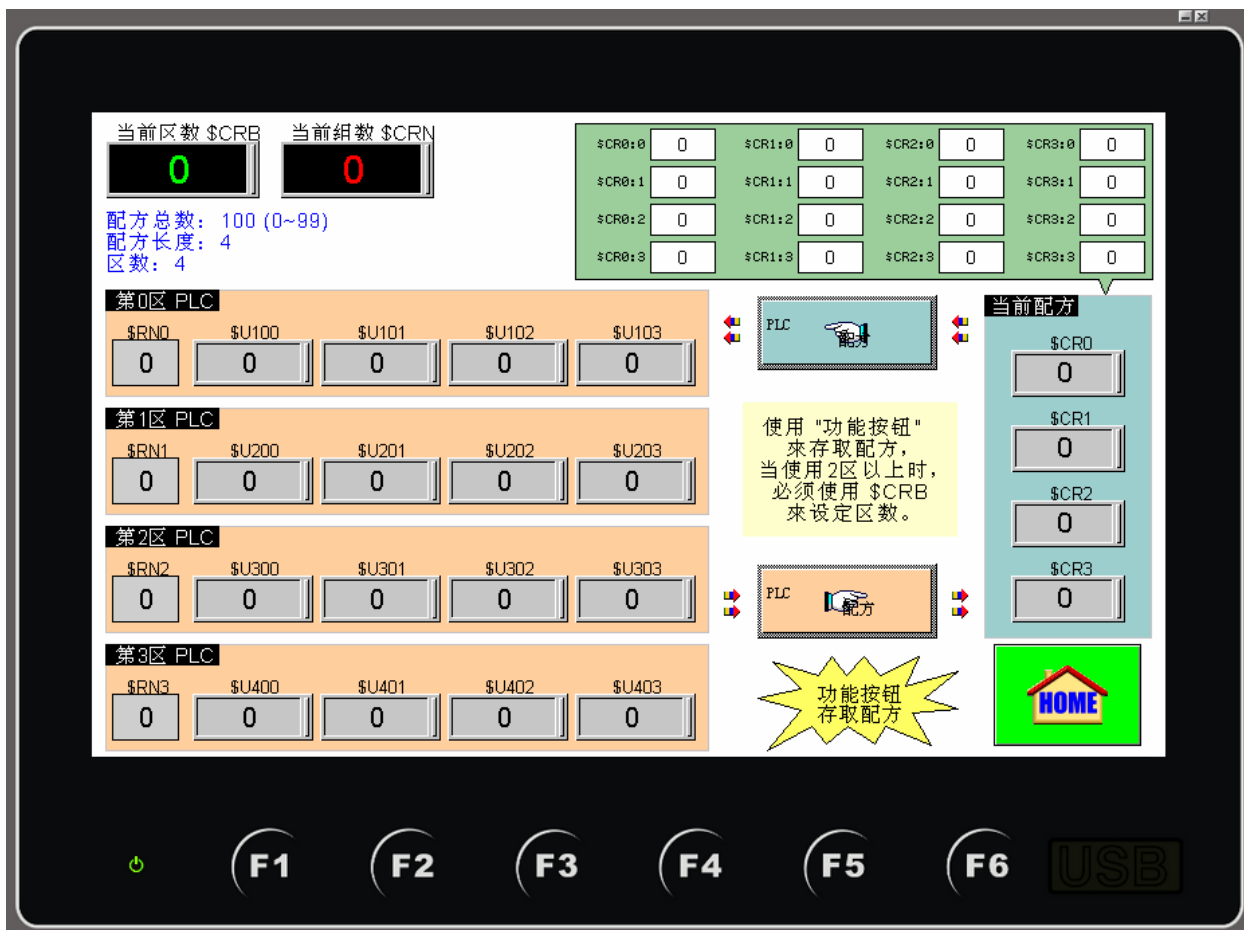 当前区数 $CRB 当前组数 $CRN
0 0
配方总数: 100 (0~99)
配方长度: 4
区数: 4
$CR0:0 0 $CR1:0 0 $CR2:0 0 $CR3:0 0
$CR0:1 0 $CR1:1 0 $CR2:1 0 $CR3:1 0
$CR0:2 0 $CR1:2 0 $CR2:2 0 $CR3:2 0
$CR0:3 0 $CR1:3 0 $CR2:3 0 $CR3:3 0
第0区 PLC
$RN0 $U100 $U101 $U102 $U103
0 0 0 0 0
第1区 PLC
$RN1 $U200 $U201 $U202 $U203
0 0 0 0 0
第2区 PLC
$RN2 $U300 $U301 $U302 $U303
0 0 0 0 0
第3区 PLC
$RN3 $U400 $U401 $U402 $U403
0 0 0 0 0
PLC 配方
使用 "功能按钮"
來存取配方,
当使用2区以上时,
必须使用 $CRB
來设定区数。
PLC 配方
功能按钮
存取配方
当前配方
$CR0
0
$CR1
0
$CR2
0
$CR3
0
HOME
F1 F2 F3 F4 F5 F6 USB